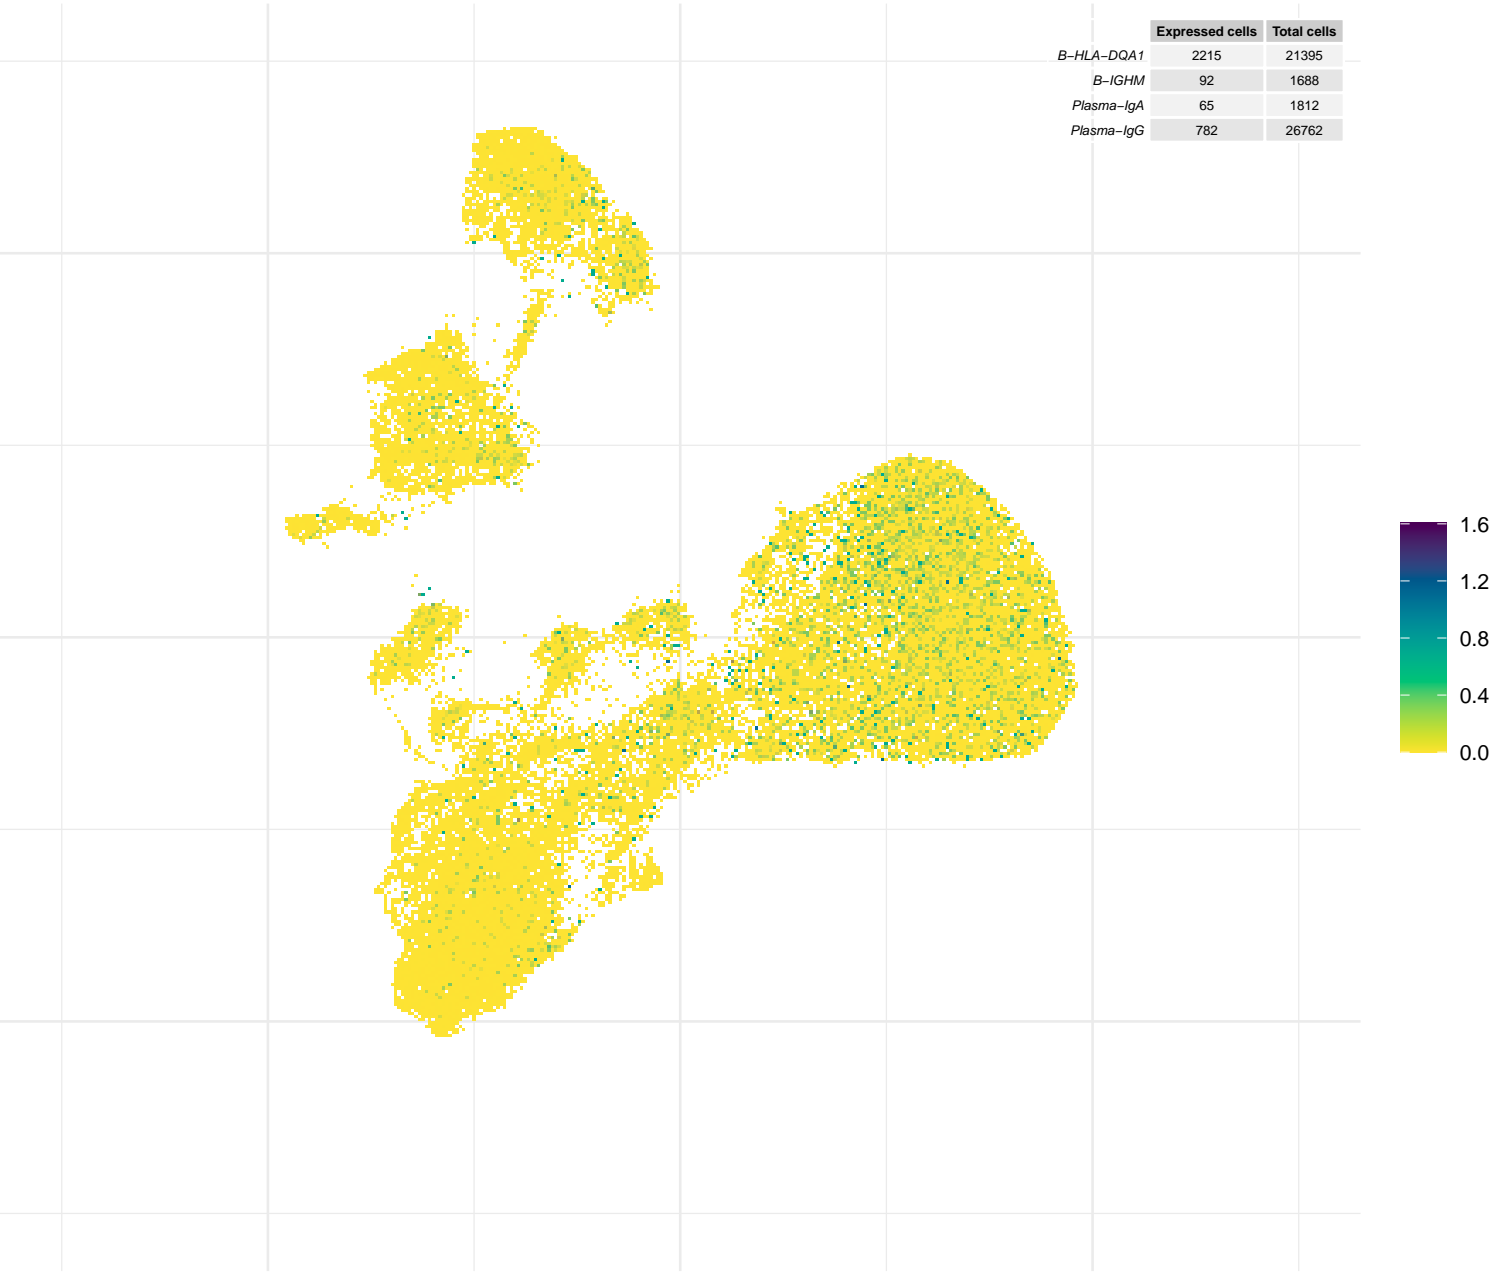 Expressed cells Total cells
B−HLA−DQA1 2215 21395
B−IGHM 92 1688
Plasma−IgA 65 1812
Plasma−IgG 782 26762
1.6
1.2
0.8
0.4
0.0